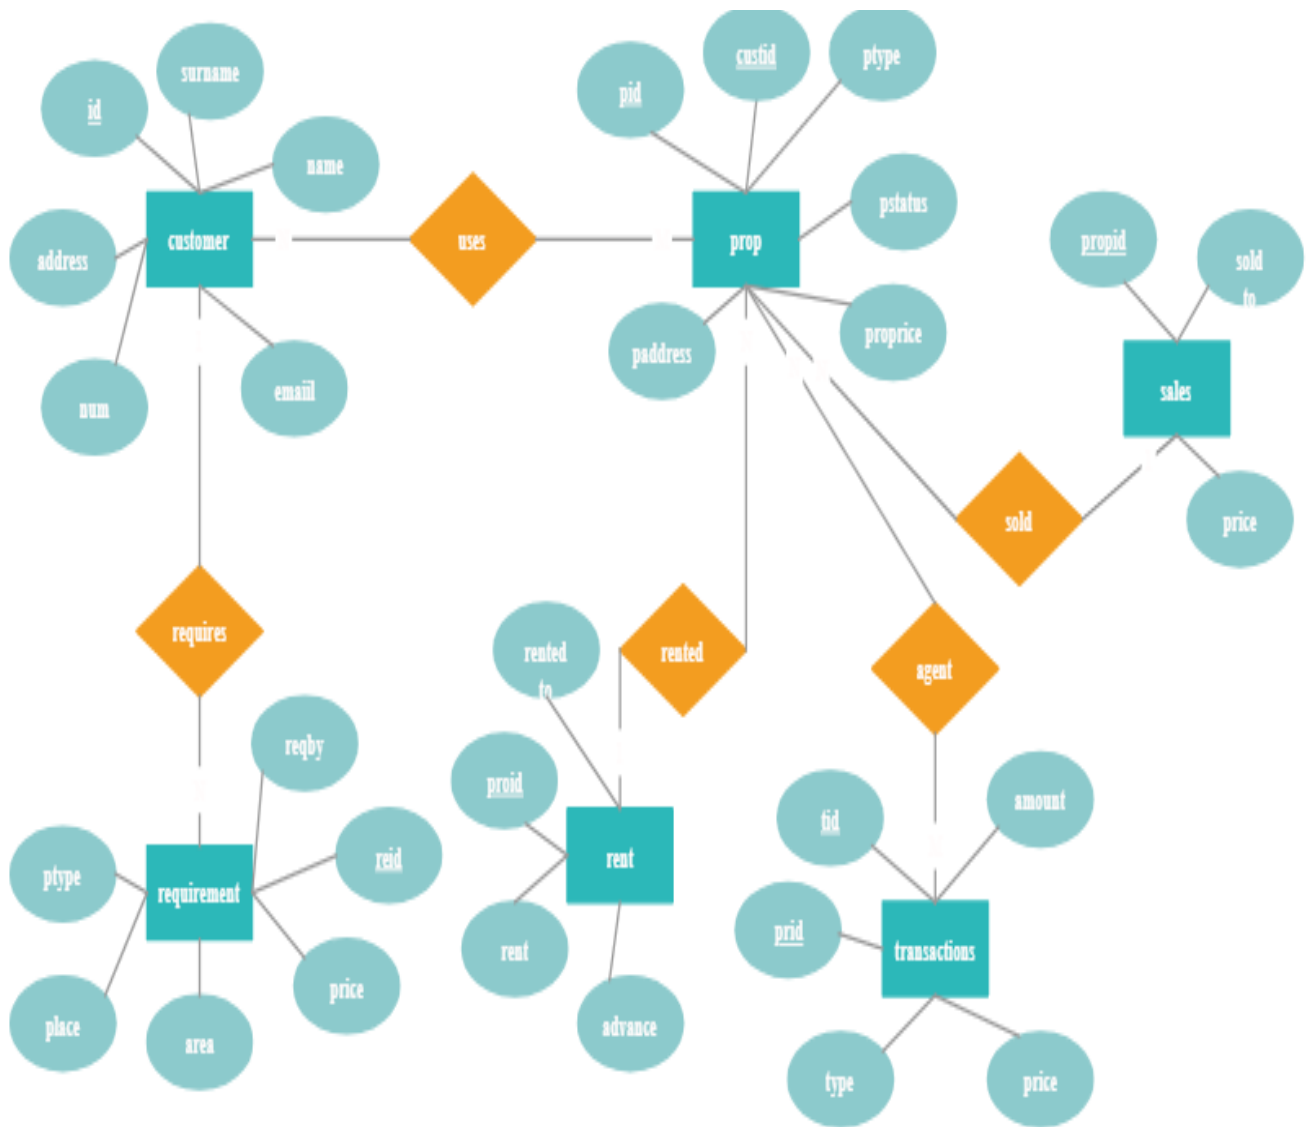 surname
id
name
address
customer
num
emaiil
uses
pid
custid
ptype
pstatus
prop
proprice
paddress
propid
sold
to
sales
price
sold
requires
rented
to
rented
agent
reqby
reid
ptype
requirement
price
place
area
proid
rent
rent
advance
tid
amount
prid
transactions
type
price